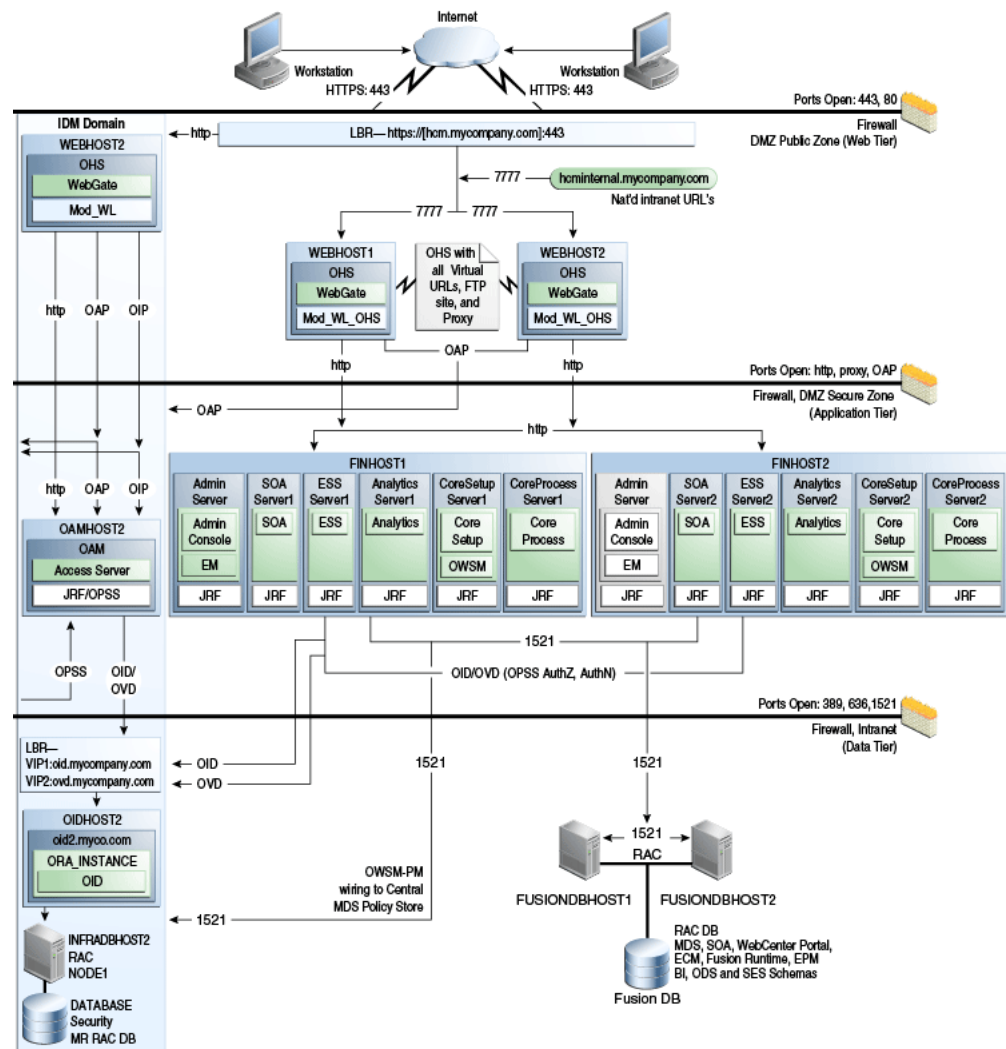 Internet
Workstation
Workstation
HTTPS: 443
HTTPS: 443
Ports Open: 443, 80
Firewall
DMZ Public Zone (Web Tier)
IDM Domain
http
LBR— https://[hcm.mycompany.com]:443
WEBHOST2
OHS
WebGate
Mod_WL
7777
hcminternal.mycompany.com
Nat'd intranet URL's
7777
7777
WEBHOST1
OHS
WebGate
Mod_WL_OHS
OHS with
all Virtual
URLs, FTP
site, and
Proxy
WEBHOST2
OHS
WebGate
Mod_WL_OHS
http
OAP
OIP
OAP
http
http
Ports Open: http, proxy, OAP
Firewall, DMZ Secure Zone
(Application Tier)
OAP
http
http
OAP
OIP
FINHOST1
Admin
Server
Admin
Console
EM
JRF
SOA
Server1
SOA
JRF
ESS
Server1
ESS
JRF
Analytics
Server1
Analytics
JRF
CoreSetup
Server1
Core
Setup
OWSM
JRF
CoreProcess
Server1
Core
Process
JRF
FINHOST2
Admin
Server
Admin
Console
EM
JRF
SOA
Server2
SOA
JRF
ESS
Server2
ESS
JRF
Analytics
Server2
Analytics
JRF
CoreSetup
Server2
Core
Setup
OWSM
JRF
CoreProcess
Server2
Core
Process
JRF
OAMHOST2
OAM
Access Server
JRF/OPSS
1521
OPSS
OID/
OVD
OID/OVD (OPSS AuthZ, AuthN)
Ports Open: 389, 636,1521
Firewall, Intranet
(Data Tier)
LBR—
VIP1:oid.mycompany.com
VIP2:ovd.mycompany.com
OID
OVD
1521
1521
OIDHOST2
oid2.myco.com
ORA_INSTANCE
OID
1521
RAC
FUSIONDBHOST1
FUSIONDBHOST2
OWSM-PM
wiring to Central
MDS Policy Store
1521
INFRADBHOST2
RAC
NODE1
RAC DB
MDS, SOA, WebCenter Portal,
ECM, Fusion Runtime, EPM
BI, ODS and SES Schemas
Fusion DB
DATABASE
Security
MR RAC DB